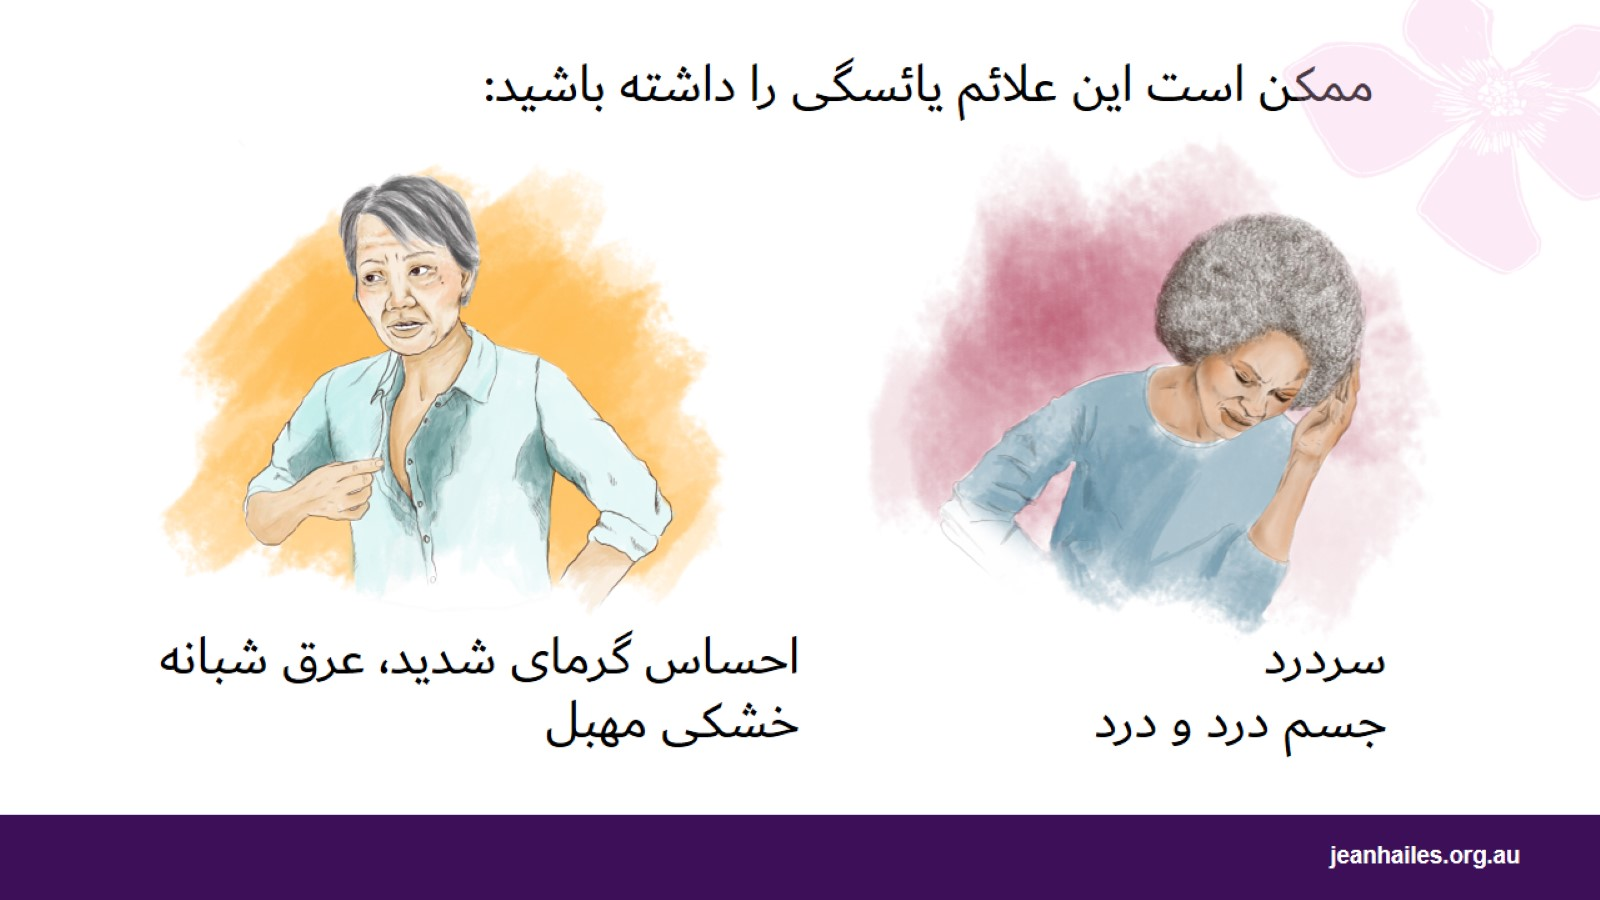 ممکن است این علائم یائسگی را داشته باشید:
سردرد
جسم درد و درد
احساس گرمای شدید، عرق شبانه
خشکی مهبل
jeanhailes.org.au